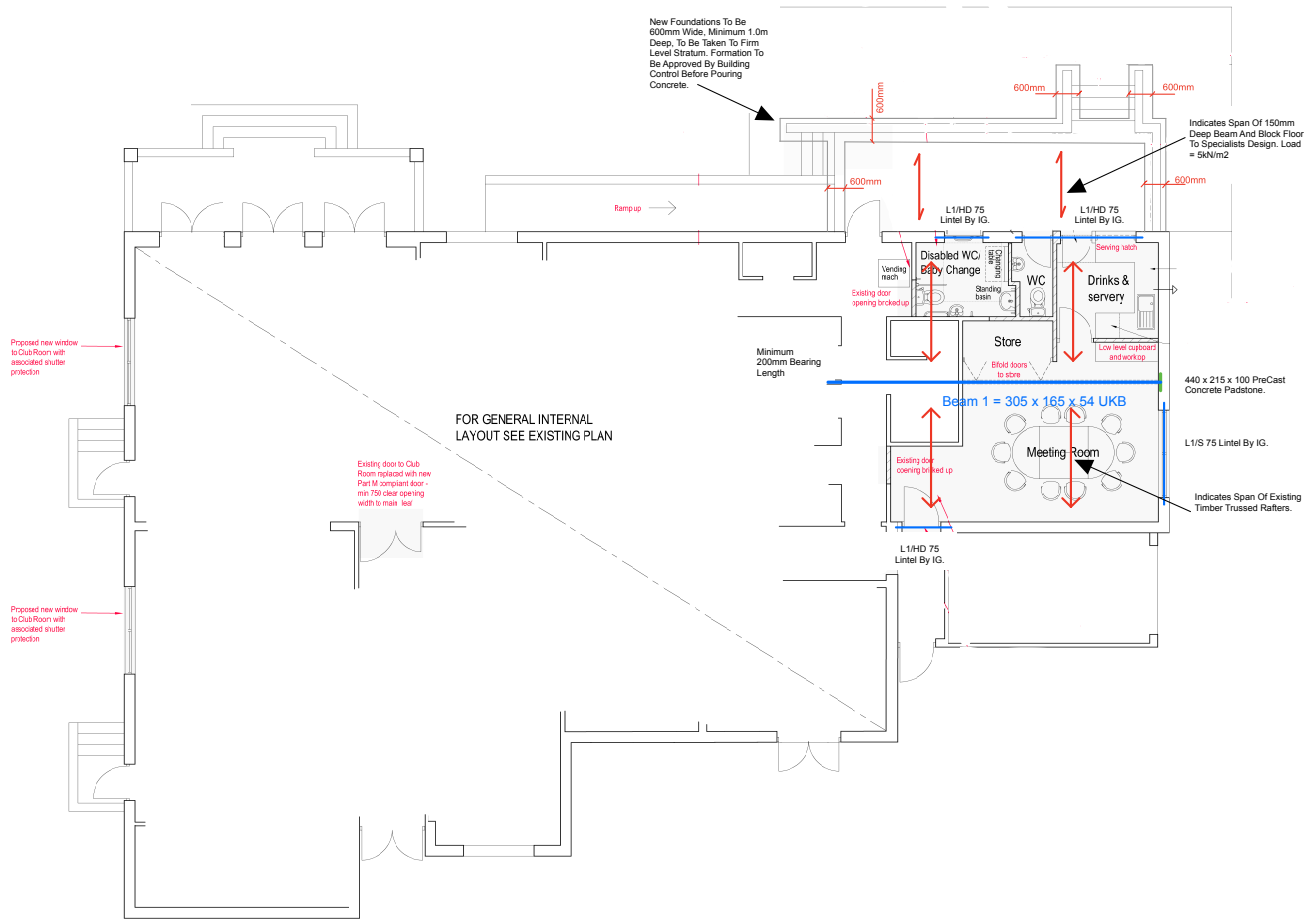 New Foundations To Be
600mm Wide, Minimum 1.0m
Deep, To Be Taken To Firm
Level Stratum. Formation To
Be Approved By Building
Control Before Pouring
Concrete.
600mm
600mm
600mm
Indicates Span Of 150mm
Deep Beam And Block Floor
To Specialists Design. Load
= 5kN/m2
600mm
600mm
Ramp up
L1/HD 75
Lintel By IG.
L1/HD 75
Lintel By IG.
Serving hatch
Disabled WC/
Baby Change
Changing
table
Vending
mach
Standing
basin
WC
Drinks &
servery
Existing door
opening bricked up
Proposed new window
to Club Room with
associated shutter
protection
Minimum
200mm Bearing
Length
Store
Bifold doors
to store
Low level cupboard
and worktop
440 x 215 x 100 PreCast
Concrete Padstone.
Beam 1 = 305 x 165 x 54 UKB
FOR GENERAL INTERNAL
LAYOUT SEE EXISTING PLAN
L1/S 75 Lintel By IG.
Existing door
opening bricked up
Meeting Room
Existing door to Club
Room replaced with new
Part M compliant door -
min 750 clear opening
width to main leaf
Indicates Span Of Existing
Timber Trussed Rafters.
L1/HD 75
Lintel By IG.
Proposed new window
to Club Room with
associated shutter
protection